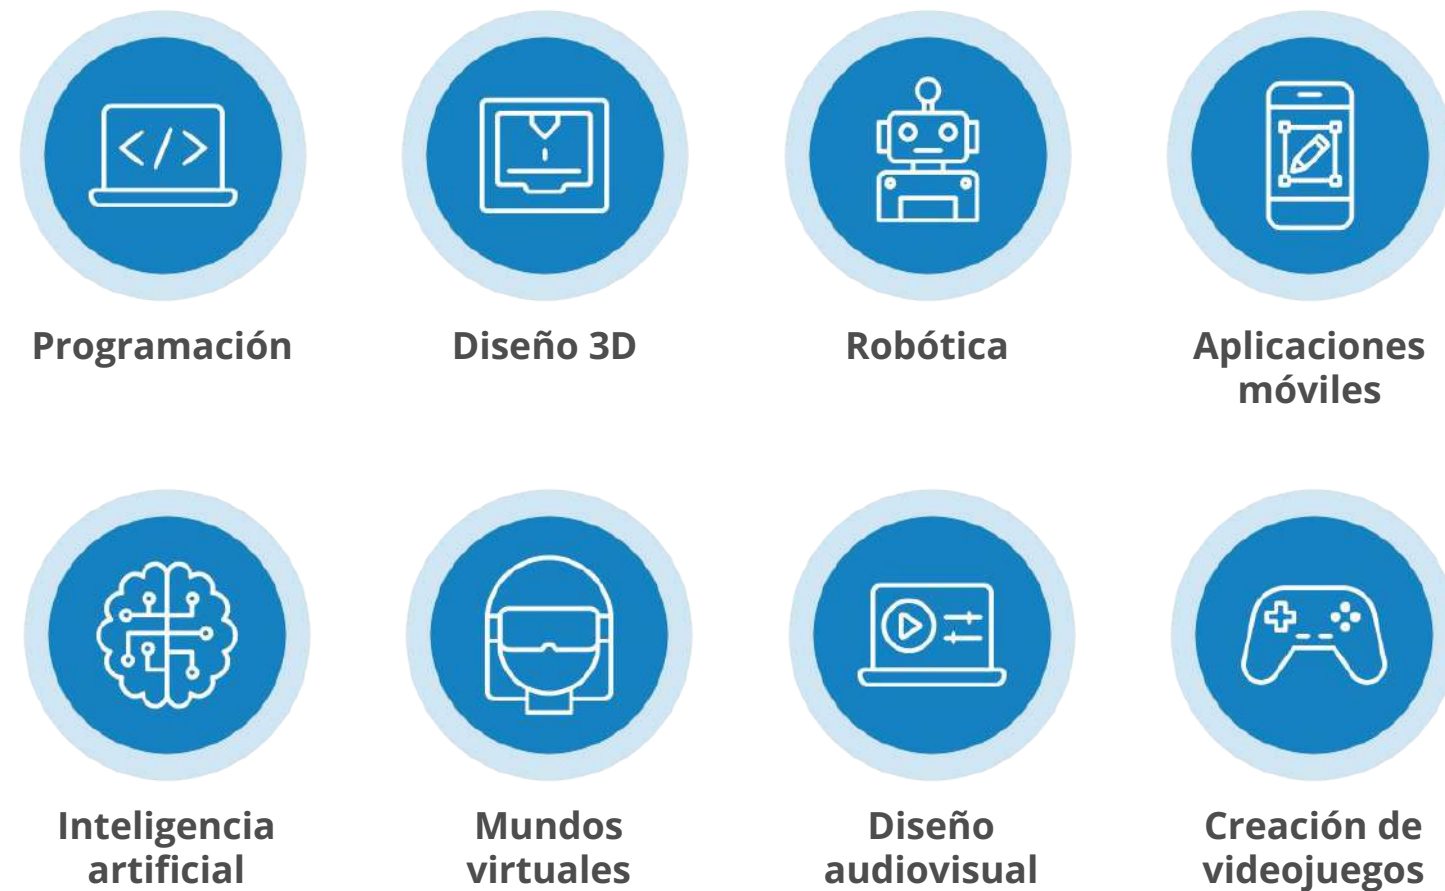 Programación
Diseño 3D
Robótica
Aplicaciones
móviles
Inteligencia
artificial
Mundos
virtuales
Diseño
audiovisual
Creación de
videojuegos